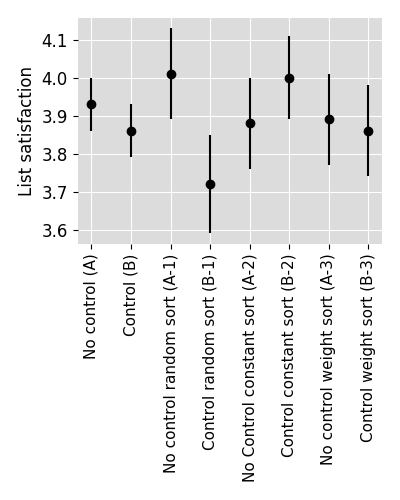 4.1
4.0
3.9
3.8
3.7
3.6
List satisfaction
No control (A)
Control (B)
No control random sort (A-1)
Control random sort (B-1)
No Control constant sort (A-2)
Control constant sort (B-2)
No control weight sort (A-3)
Control weight sort (B-3)